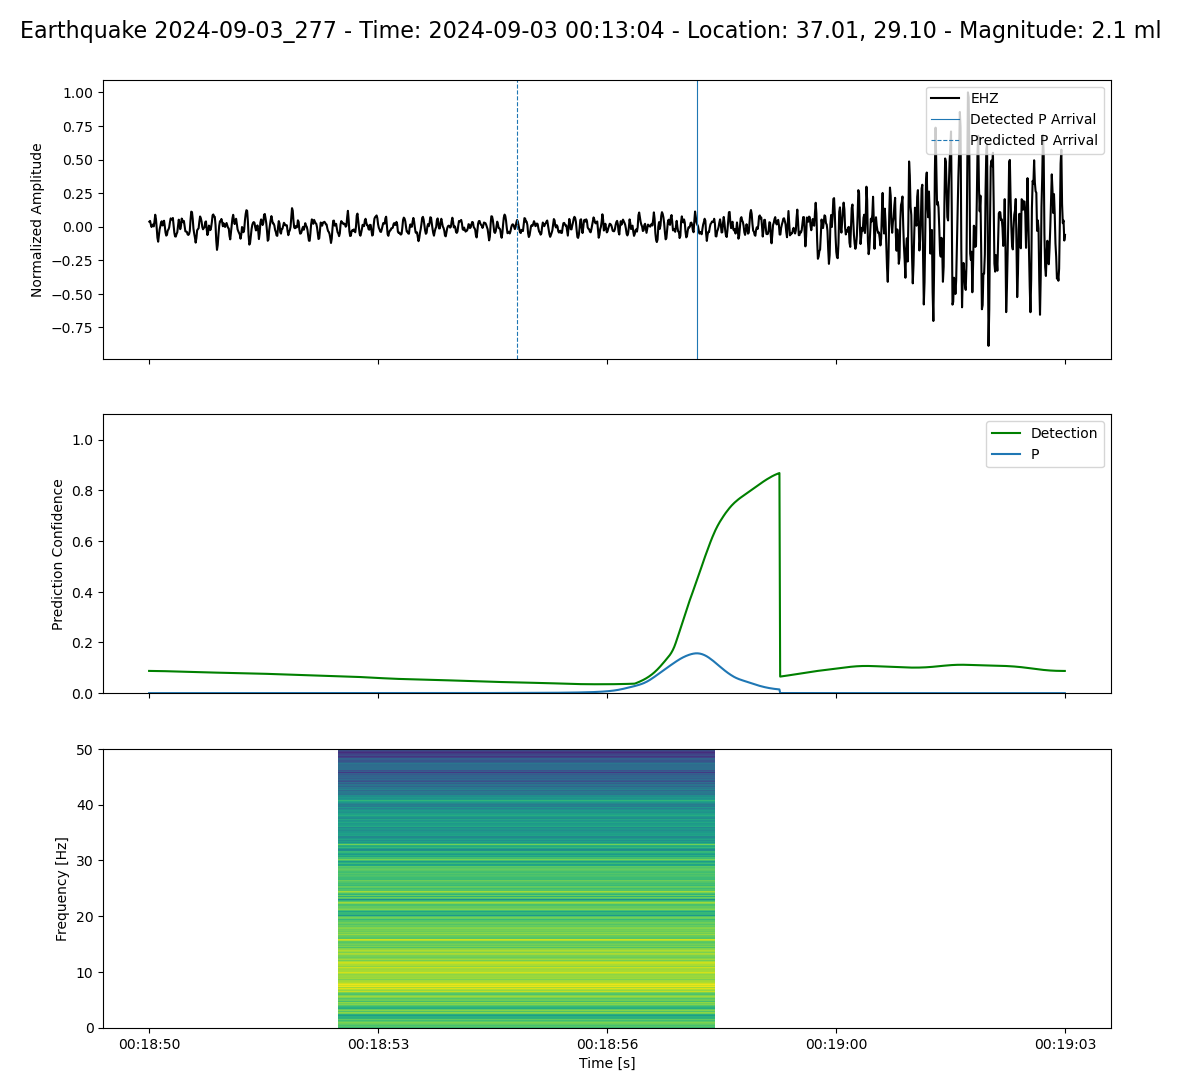 Earthquake 2024-09-03_277 - Time: 2024-09-03 00:13:04 - Location: 37.01, 29.10 - Magnitude: 2.1 ml
Normalized Amplitude
1.00
0.75
0.50
0.25
0.00
−0.25
−0.50
−0.75
EHZ
Detected P Arrival
Predicted P Arrival
Prediction Confidence
1.0
0.8
0.6
0.4
0.2
0.0
Detection
P
Frequency [Hz]
50
40
30
20
10
0
00:18:50 00:18:53 00:18:56 00:19:00 00:19:03
Time [s]